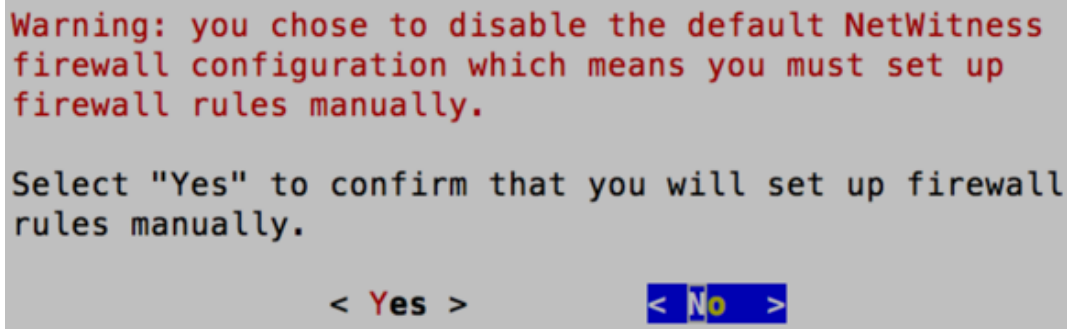 Warning: you chose to disable the default NetWitness
firewall configuration which means you must set up
firewall rules manually.
Select "Yes" to confirm that you will set up firewall
rules manually.
< Yes > < No >